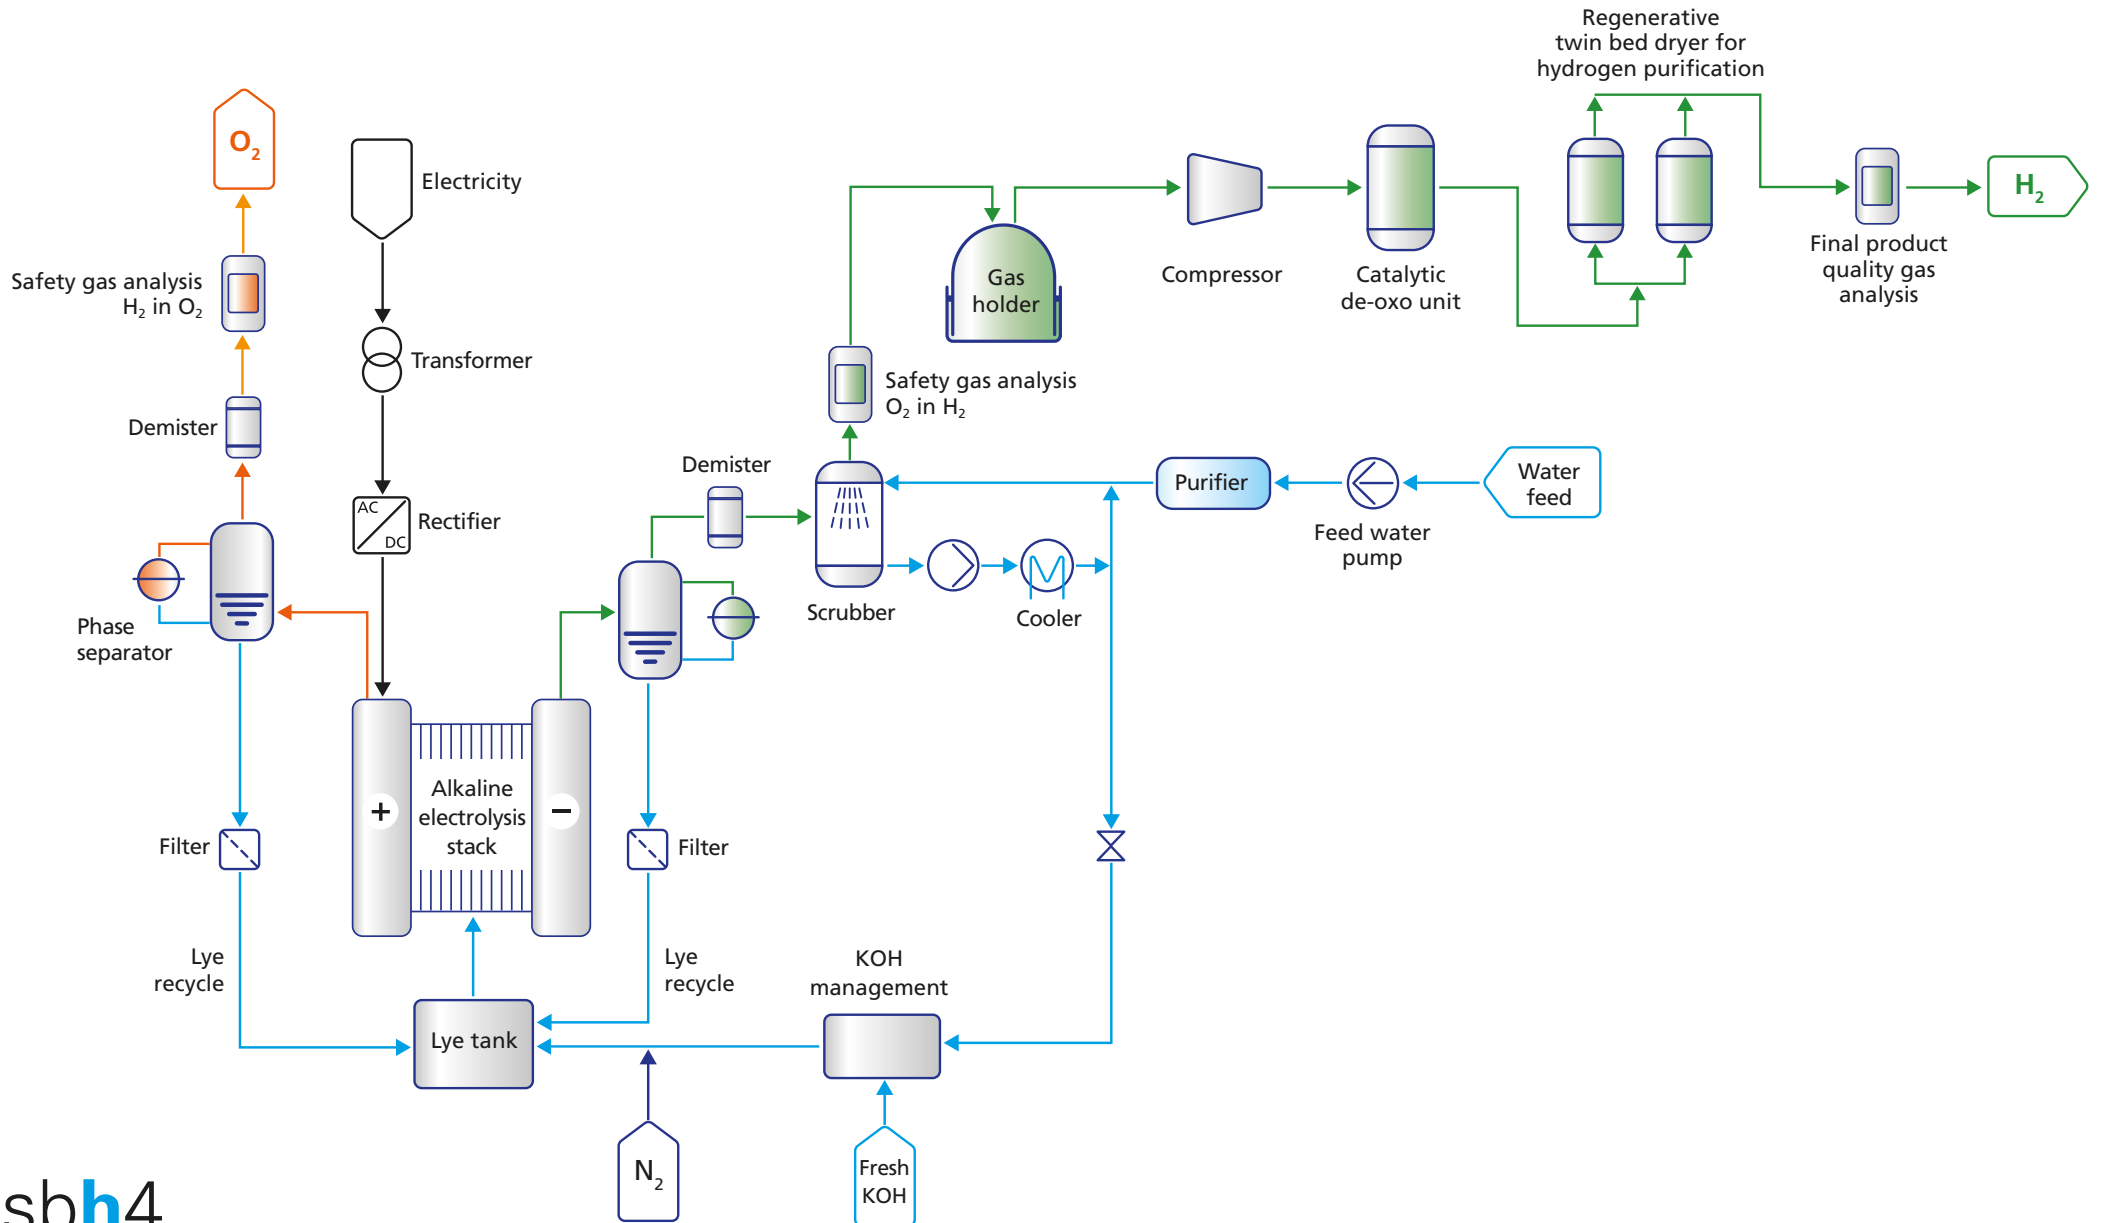 Regenerative
twin bed dryer for
hydrogen purification
O2
Electricity
H2
Safety gas analysis
H2 in O2
Gas
holder
Compressor
Catalytic
de-oxo unit
Final product
quality gas
analysis
Transformer
Safety gas analysis
O2 in H2
Demister
Demister
Purifier
Water
feed
AC
DC
Rectifier
Feed water
pump
Scrubber
Cooler
Phase
separator
Alkaline
electrolysis
stack
+
−
Filter
Filter
Lye
recycle
Lye
recycle
KOH
management
Lye tank
N2
Fresh
KOH
sbh4